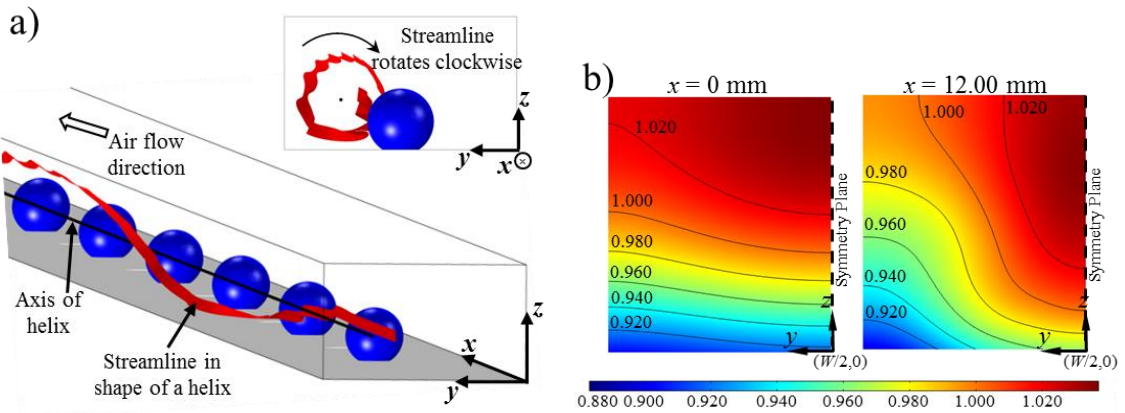 a)
Streamline
rotates clockwise
z
y
x
Air flow
direction
Axis of
helix
Streamline in
shape of a helix
z
x
y
b)
x = 0 mm
1.020
1.000
0.980
0.960
0.940
0.920
Symmetry Plane
z
y
(W/2,0)
x = 12.00 mm
1.000
1.020
0.980
0.960
0.940
0.920
Symmetry Plane
z
y
(W/2,0)
0.880 0.900 0.920 0.940 0.960 0.980 1.000 1.020